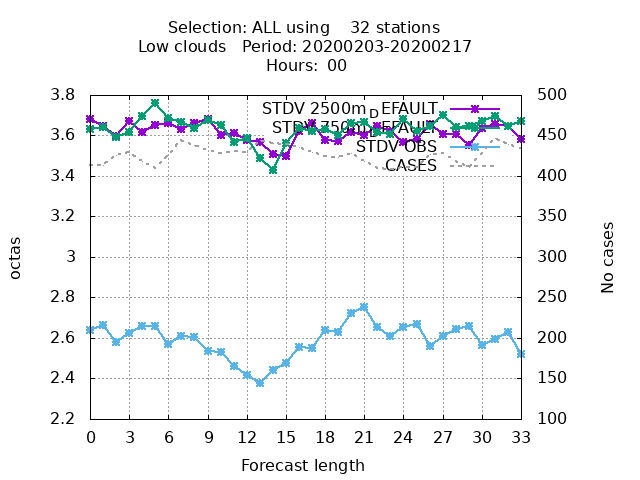 Selection: ALL using    32 stations
Low clouds   Period: 20200203-20200217
Hours:  00
3.8
3.6
3.4
3.2
3
2.8
2.6
2.4
2.2
octas
STDV 2500m_DEFAULT
STDV 750m_DEFAULT
STDV OBS
CASES
500
450
400
350
300
250
200
150
100
No cases
0 3 6 9 12 15 18 21 24 27 30 33
Forecast length